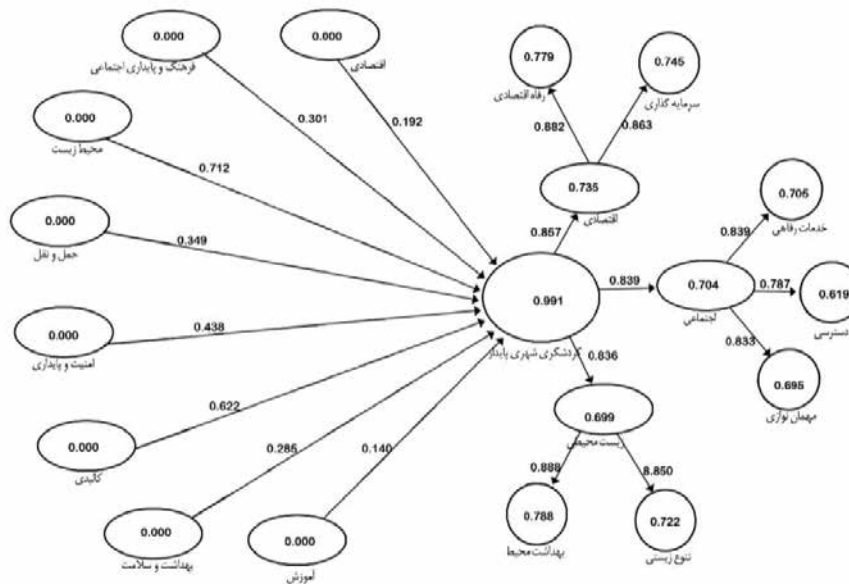 0.000
فرهنگ و پایداری اجتماعی
0.000
اقتصادی
0.779
رفاه اقتصادی
0.745
سرمایه گذاری
0.301
0.192
0.882
0.863
0.000
محیط زیست
0.712
0.735
اقتصادی
0.705
خدمات رفاهی
0.000
حمل و نقل
0.349
0.857
0.839
0.991
گردشگری شهری پایدار
0.839
0.704
اجتماعی
0.787
0.619
دسترسی
0.000
امنیت و پایداری
0.438
0.836
0.833
0.695
مهمان نوازی
0.622
0.699
زیست محیطی
0.000
کالبدی
0.285
0.140
0.888
8.850
0.000
بهداشت و سلامت
0.000
آموزش
0.788
بهداشت محیط
0.722
تنوع زیستی